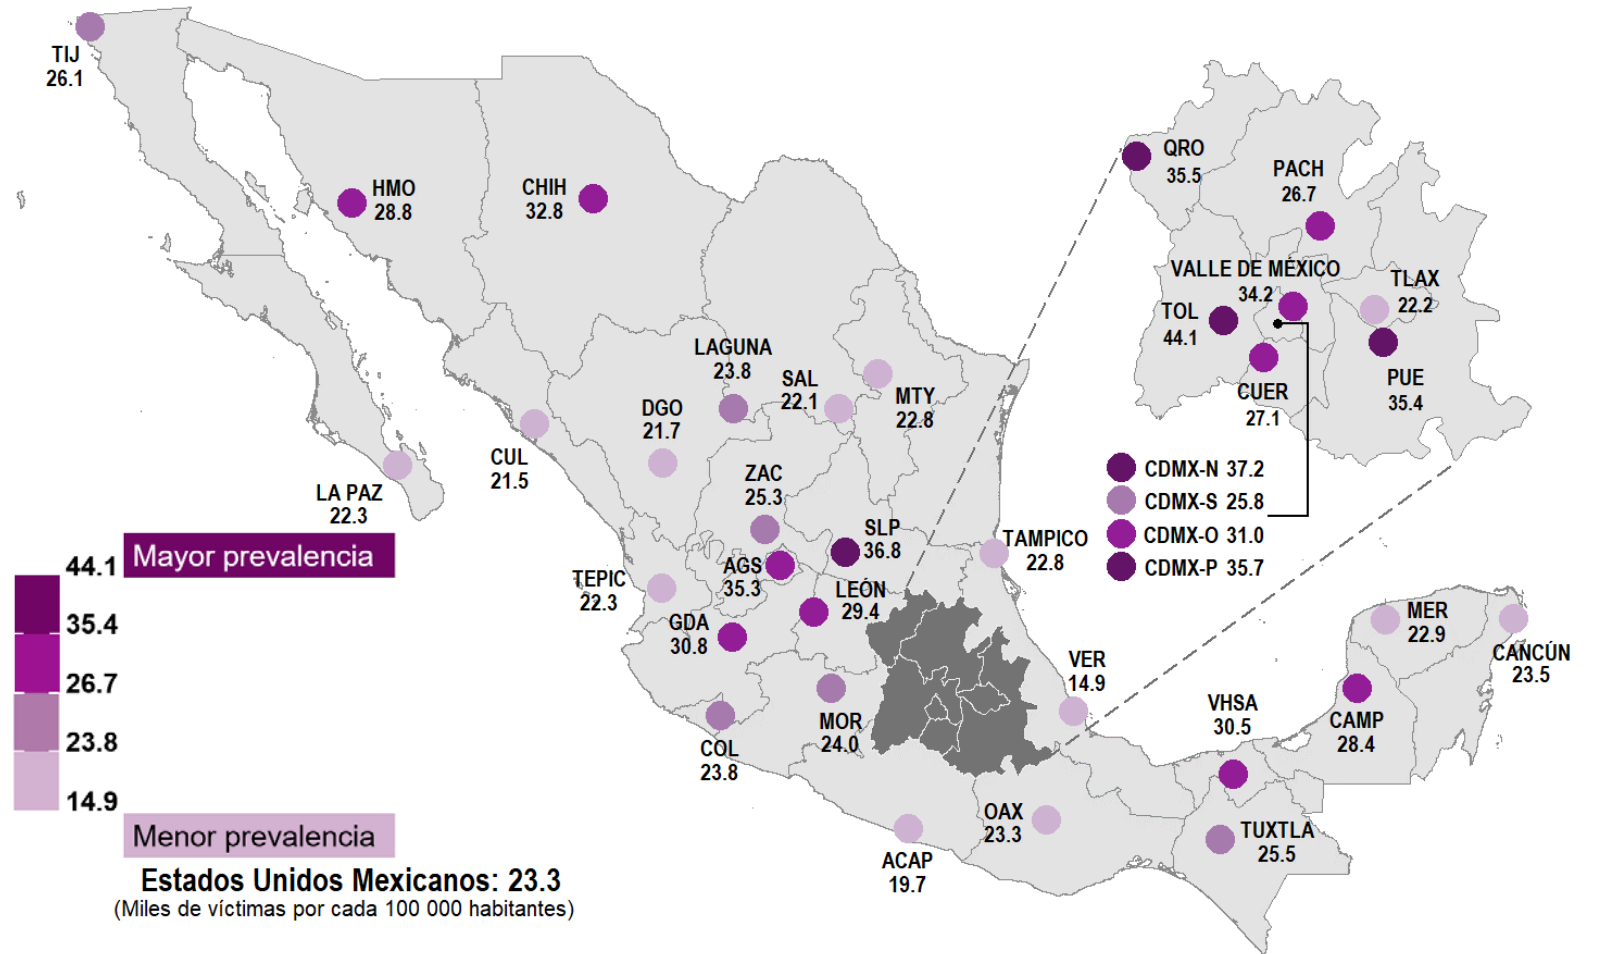 TIJ
26.1
HMO
28.8
CHIH
32.8
QRO
35.5
PACH
26.7
VALLE DE MÉXICO
34.2
TLAX
22.2
TOL
44.1
CUER
27.1
PUE
35.4
LAGUNA
23.8
SAL
22.1
MTY
22.8
DGO
21.7
CUL
21.5
LA PAZ
22.3
ZAC
25.3
SLP
36.8
AGS
35.3
LEÓN
29.4
TEPIC
22.3
GDA
30.8
TAMPICO
22.8
CDMX-N 37.2
CDMX-S 25.8
CDMX-O 31.0
CDMX-P 35.7
MOR
24.0
COL
23.8
VER
14.9
MER
22.9
CANCÚN
23.5
CAMP
28.4
VHSA
30.5
TUXTLA
25.5
OAX
23.3
ACAP
19.7
Mayor prevalencia
44.1
35.4
26.7
23.8
14.9
Menor prevalencia
Estados Unidos Mexicanos: 23.3
(Miles de víctimas por cada 100 000 habitantes)